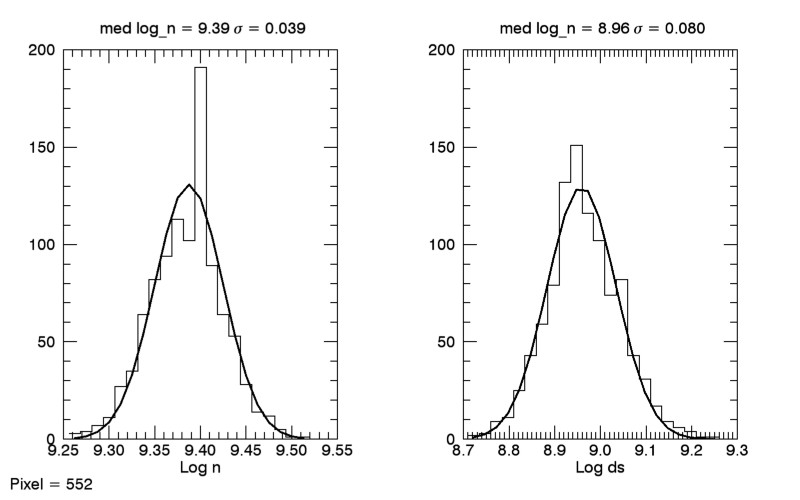 med log_n = 9.39 σ = 0.039
med log_n = 8.96 σ = 0.080
200
150
100
50
0
9.25 9.30 9.35 9.40 9.45 9.50 9.55
Log n
200
150
100
50
0
8.7 8.8 8.9 9.0 9.1 9.2 9.3
Log ds
Pixel = 552